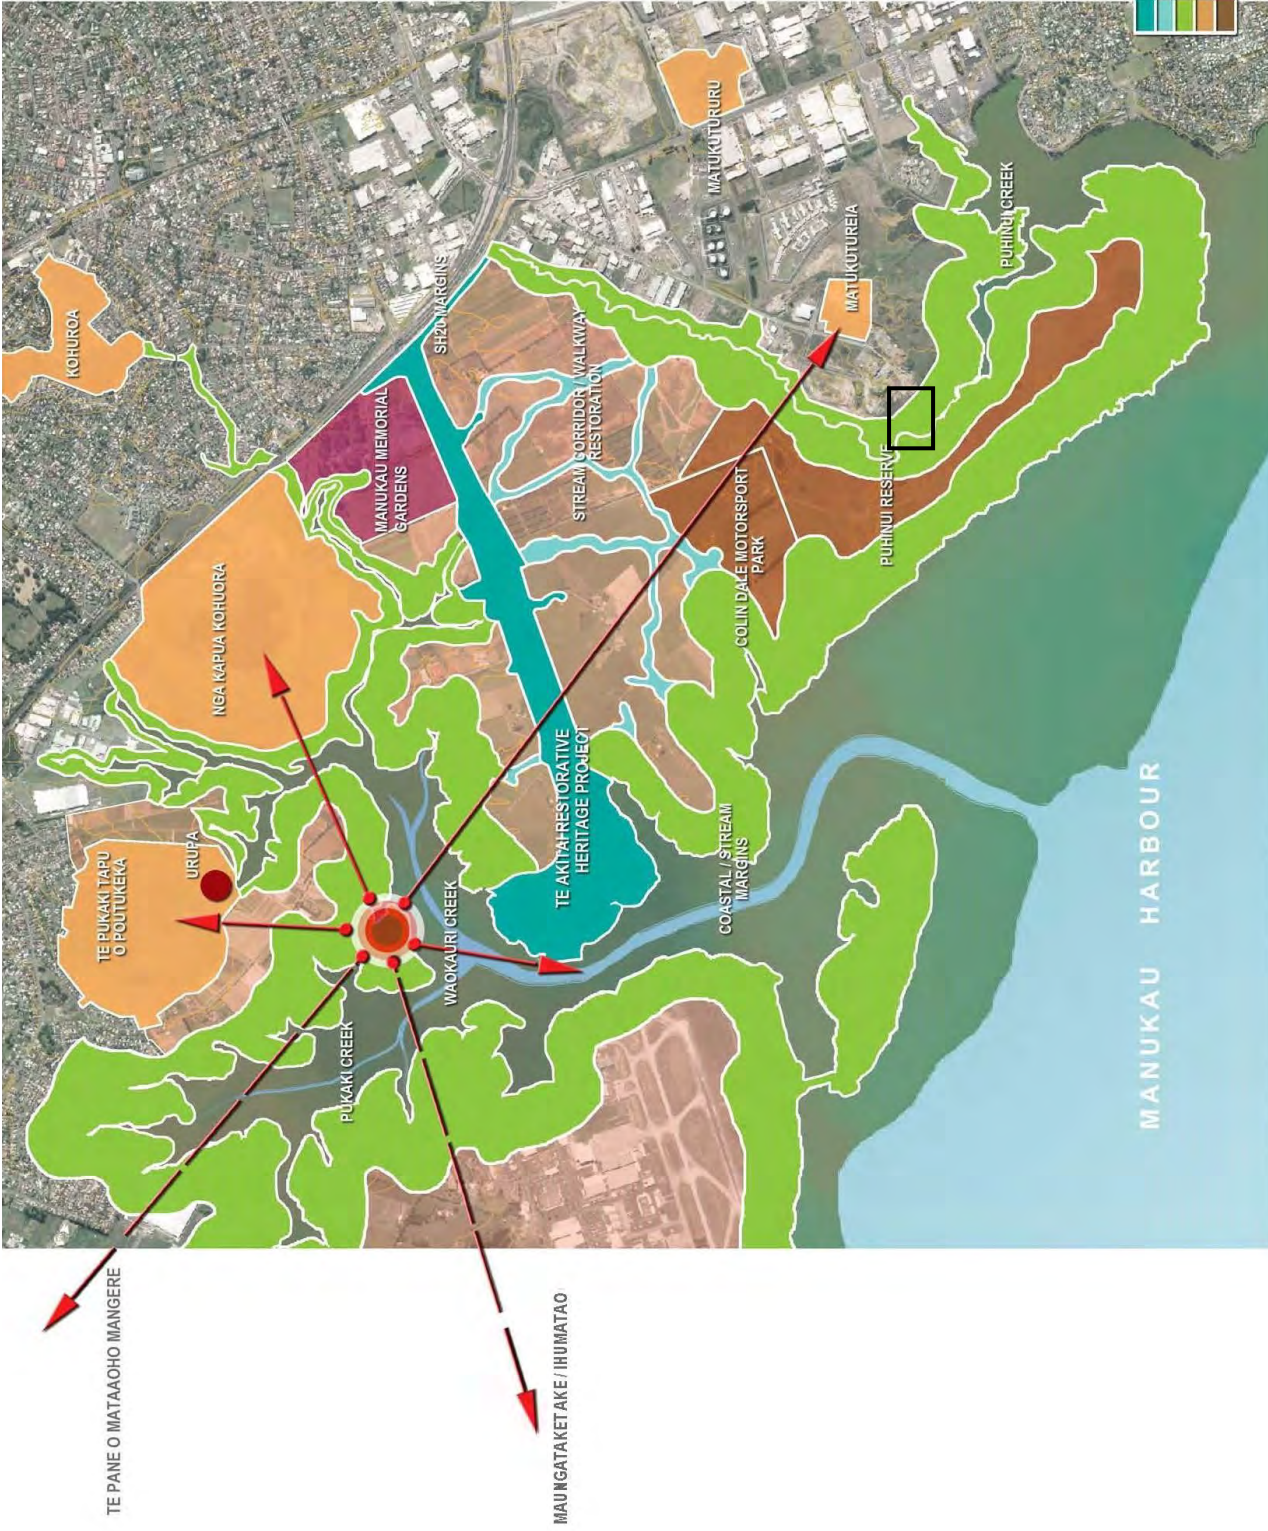 KOHUROA
MATUKUTURURU
SH20 MARGINS
MATUKUTUREIA
PUHINUI CREEK
MANUKAU MEMORIAL
GARDENS
STREAM CORRIDOR / WALKWAY
RESTORATION
NGA KAPUA KOHUORA
COLIN DALE MOTORSPORT
PARK
PUHINUI RESERVE
TE PUKAKI TAPU
O POUTUKEKA
URUPA
TE AKITAI RESTORATIVE
HERITAGE PROJECT
WAOKAURI CREEK
COASTAL / STREAM
MARGINS
PUKAKI CREEK
MANUKAU HARBOUR
TE PANE O MATAAOHO MANGERE
MAUNGATAKETAKE / IHUMATAO